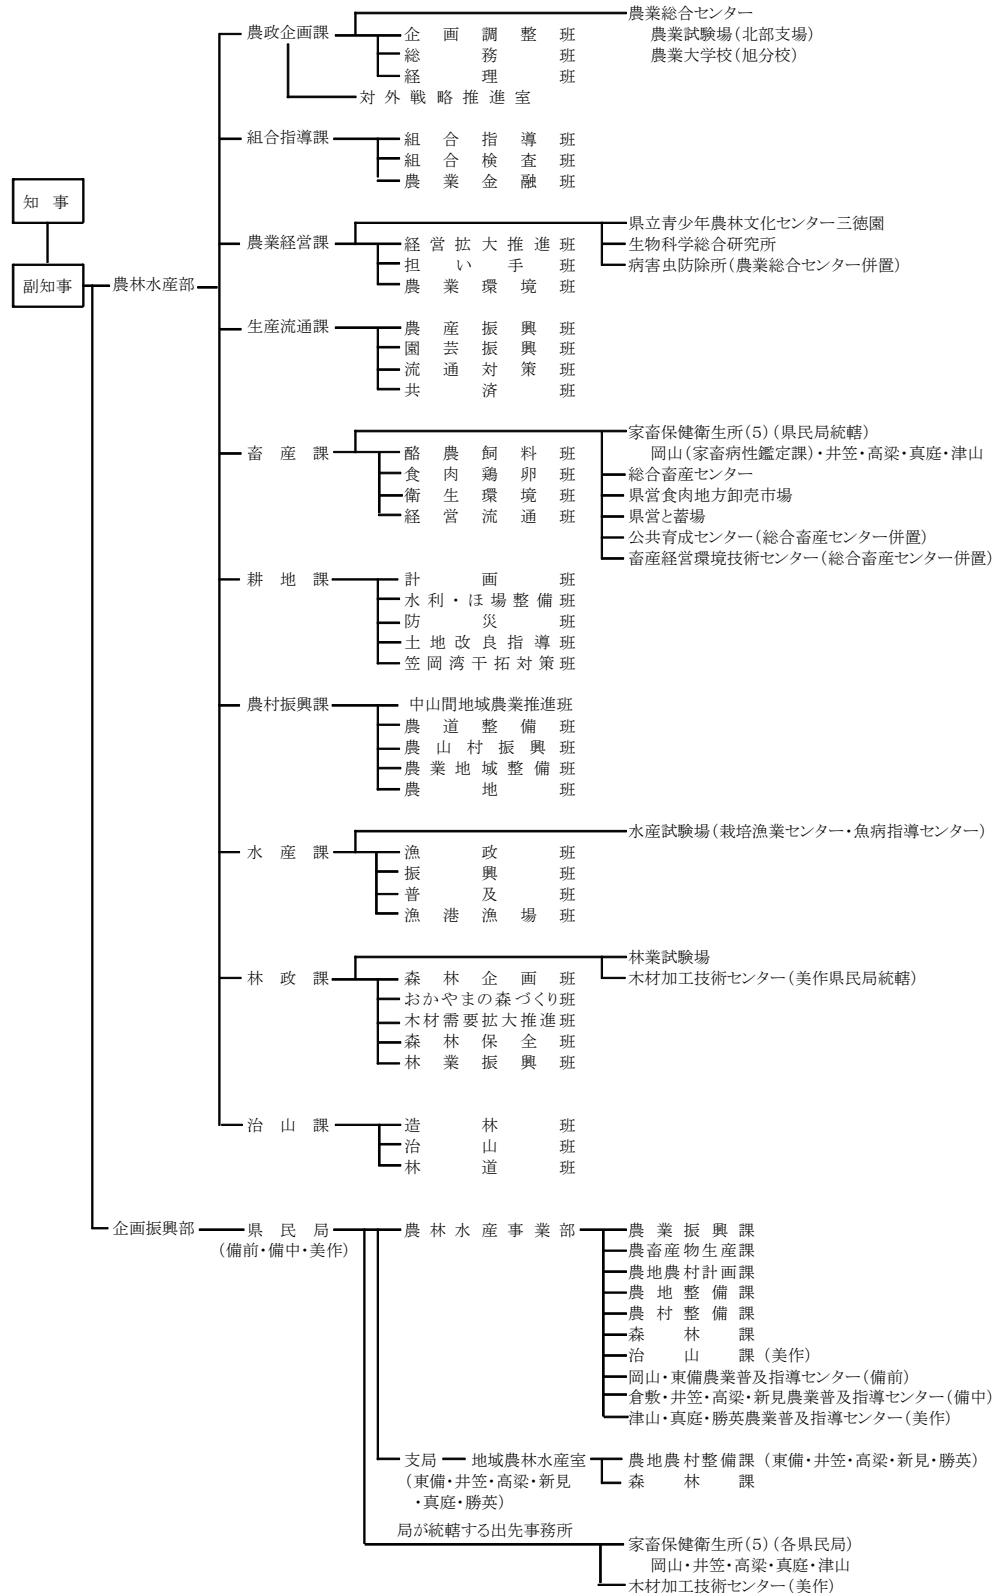 知事
副知事
農林水産部
農政企画課
企画調整班
総務班
経理班
対外戦略推進室
農業総合センター
農業試験場(北部支場)
農業大学校(旭分校)
組合指導課
組合指導班
組合検査班
農業金融班
農業経営課
経営拡大推進班
担い手班
農業環境班
県立青少年農林文化センター三徳園
生物科学総合研究所
病害虫防除所(農業総合センター併置)
生産流通課
農産振興班
園芸振興班
流通対策班
共済班
畜産課
酪農飼料班
食肉鶏卵班
衛生環境班
経営流通班
家畜保健衛生所(5)(県民局統轄)
岡山(家畜病性鑑定課)・井笠・高梁・真庭・津山
総合畜産センター
県営食肉地方卸売市場
県営と蓄場
公共育成センター(総合畜産センター併置)
畜産経営環境技術センター(総合畜産センター併置)
耕地課
計画班
水利・ほ場整備班
防災班
土地改良指導班
笠岡湾干拓対策班
農村振興課
中山間地域農業推進班
農道整備班
農山村振興班
農業地域整備班
農地班
水産課
漁政班
振興班
普及班
漁港漁場班
水産試験場(栽培漁業センター・魚病指導センター)
林政課
森林企画班
おかやまの森づくり班
木材需要拡大推進班
森林保全班
林業振興班
林業試験場
木材加工技術センター(美作県民局統轄)
治山課
造林班
治山班
林道班
企画振興部
県民局
(備前・備中・美作)
農林水産事業部
農業振興課
農畜産物生産課
農地農村計画課
農地整備課
農村整備課
森林課
治山課(美作)
岡山・東備農業普及指導センター(備前)
倉敷・井笠・高梁・新見農業普及指導センター(備中)
津山・真庭・勝英農業普及指導センター(美作)
支局
(東備・井笠・高梁・新見
・真庭・勝英)
地域農林水産室
農地農村整備課(東備・井笠・高梁・新見・勝英)
森林課
局が統轄する出先事務所
家畜保健衛生所(5)(各県民局)
岡山・井笠・高梁・真庭・津山
木材加工技術センター(美作)